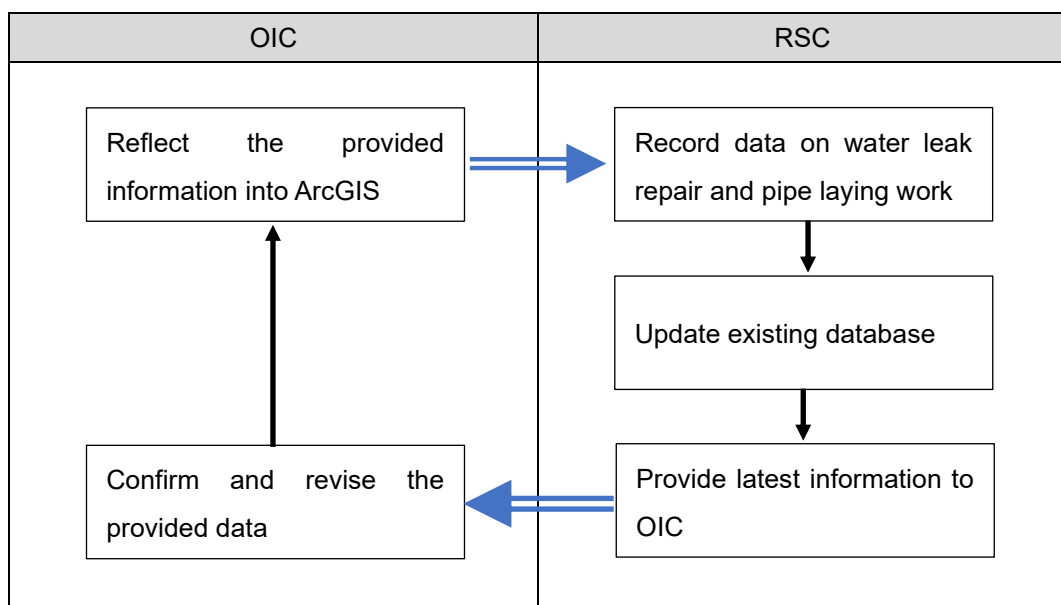 OIC
RSC
Reflect the provided
information into ArcGIS
Record data on water leak
repair and pipe laying work
Update existing database
Confirm and revise the
provided data
Provide latest information to
OIC